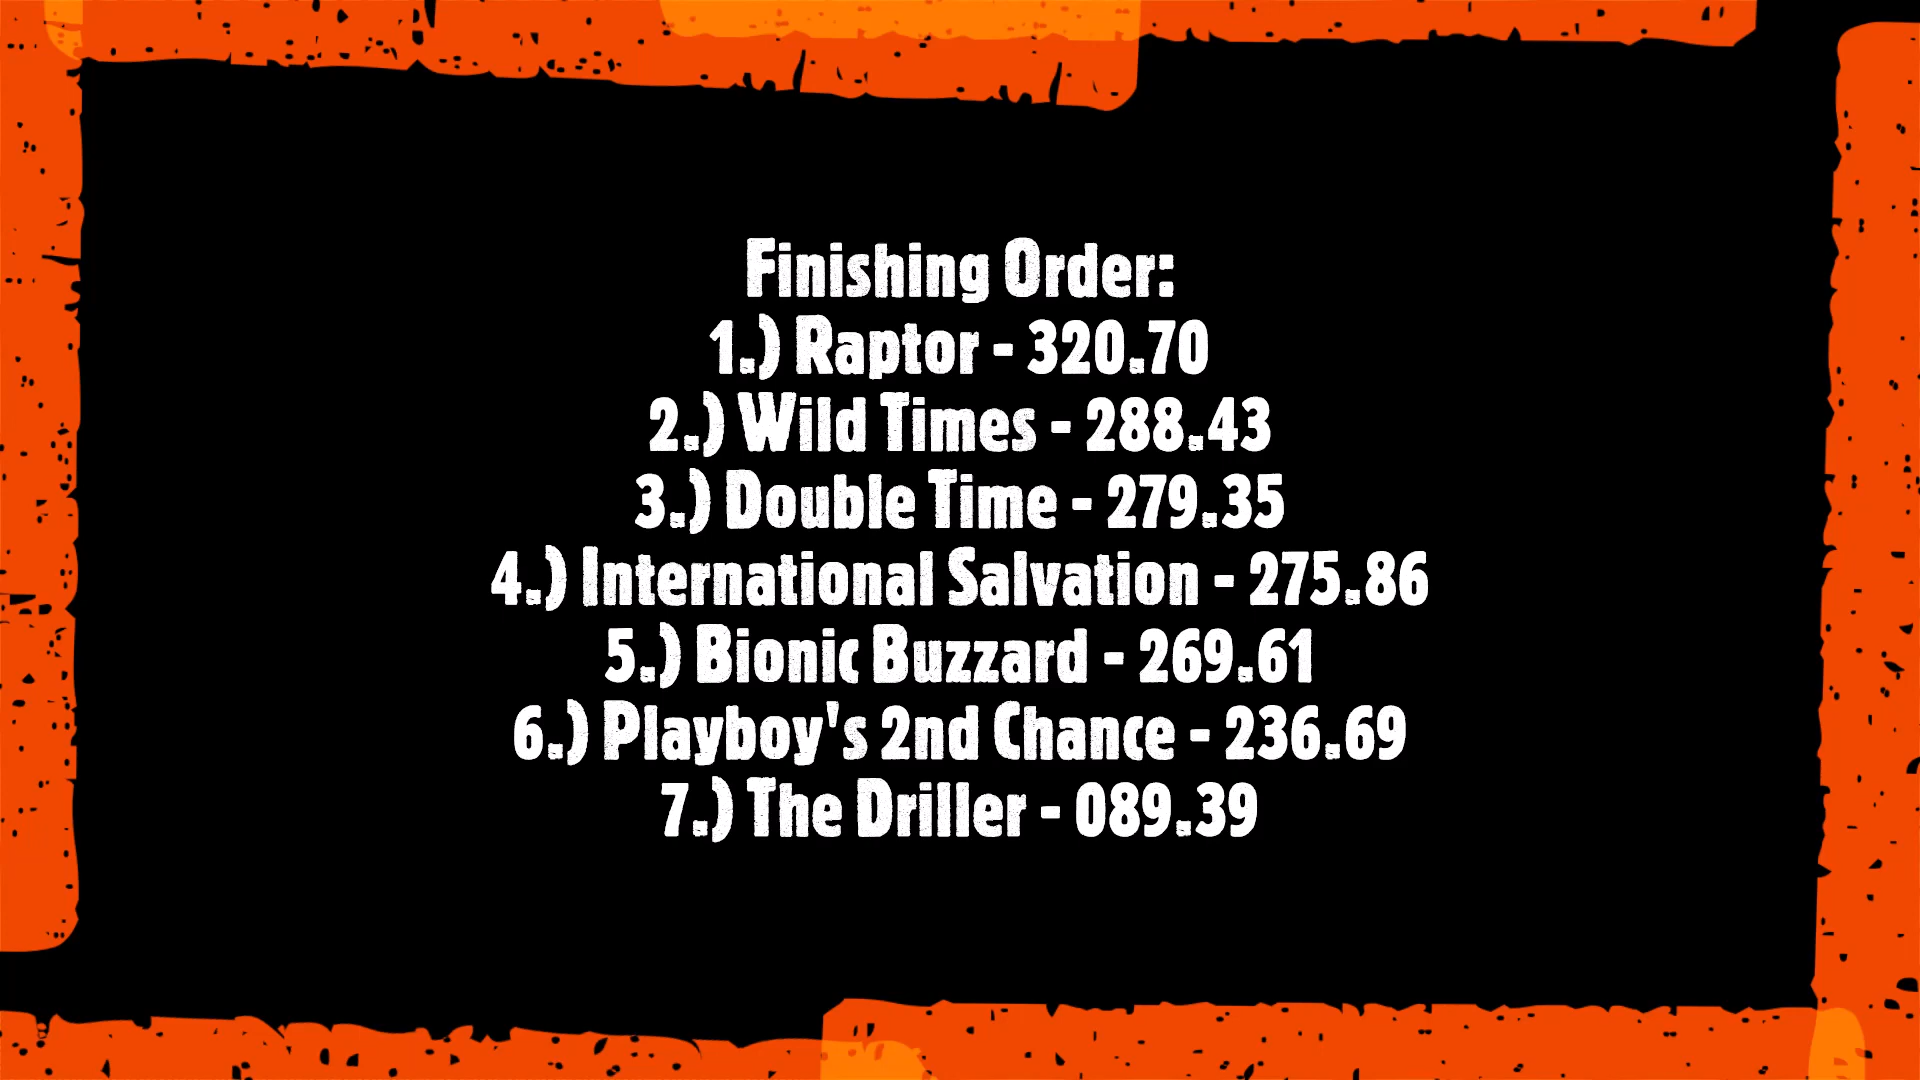 Finishing Order:
1.) Raptor - 320.70
2.) Wild Times - 288.43
3.) Double Time - 279.35
4.) International Salvation - 275.86
5.) Bionic Buzzard - 269.61
6.) Playboy's 2nd Chance - 236.69
7.) The Driller - 089.39